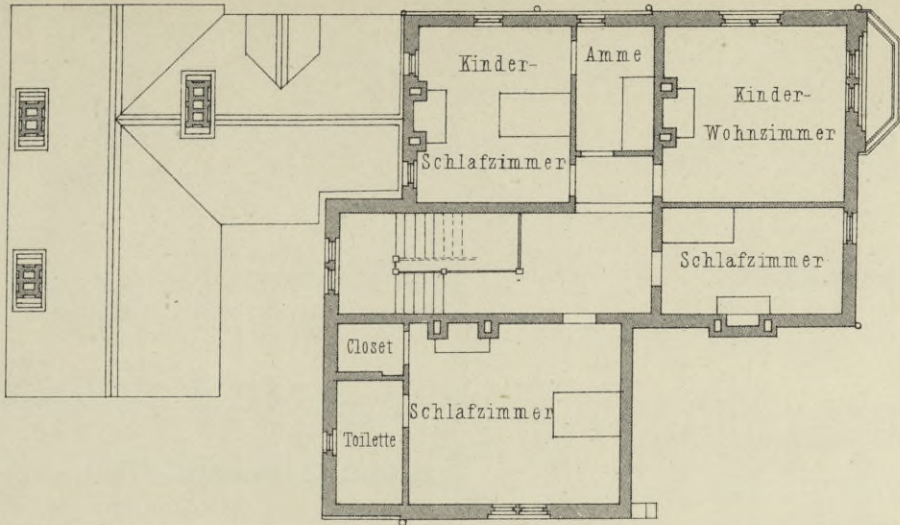 Kinder-
Schlafzimmer
Amme
Kinder-
Wohnzimmer
Schlafzimmer
Closet
Toilette
Schlafzimmer